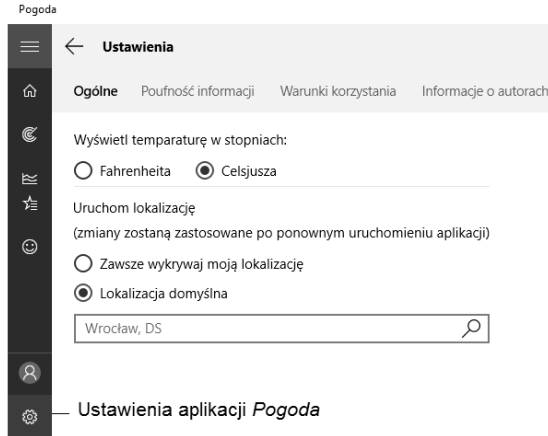 Pogoda
Ustawienia
Ogólne Poufność informacji Warunki korzystania Informacje o autorach
Wyświetl temperaturę w stopniach:
Fahrenheita Celsjusza
Uruchom lokalizację
(zmiany zostaną zastosowane po ponownym uruchomieniu aplikacji)
Zawsze wykrywaj moją lokalizację
Lokalizacja domyślna
Wrocław, DS
Ustawienia aplikacji Pogoda